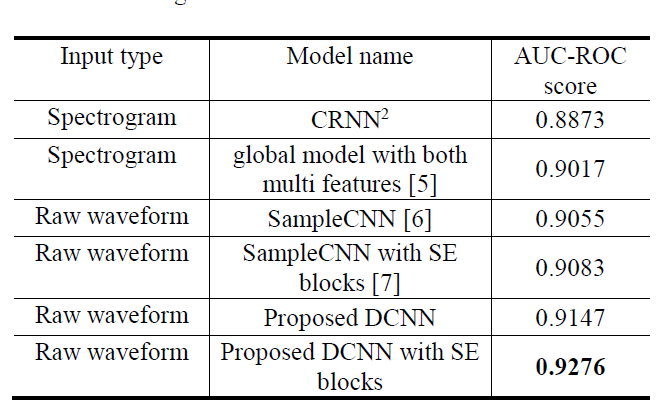 Input type Model name AUC-ROC
score
Spectrogram CRNN² 0.8873
Spectrogram global model with both
multi features [5] 0.9017
Raw waveform SampleCNN [6] 0.9055
Raw waveform SampleCNN with SE
blocks [7] 0.9083
Raw waveform Proposed DCNN 0.9147
Raw waveform Proposed DCNN with SE
blocks 0.9276